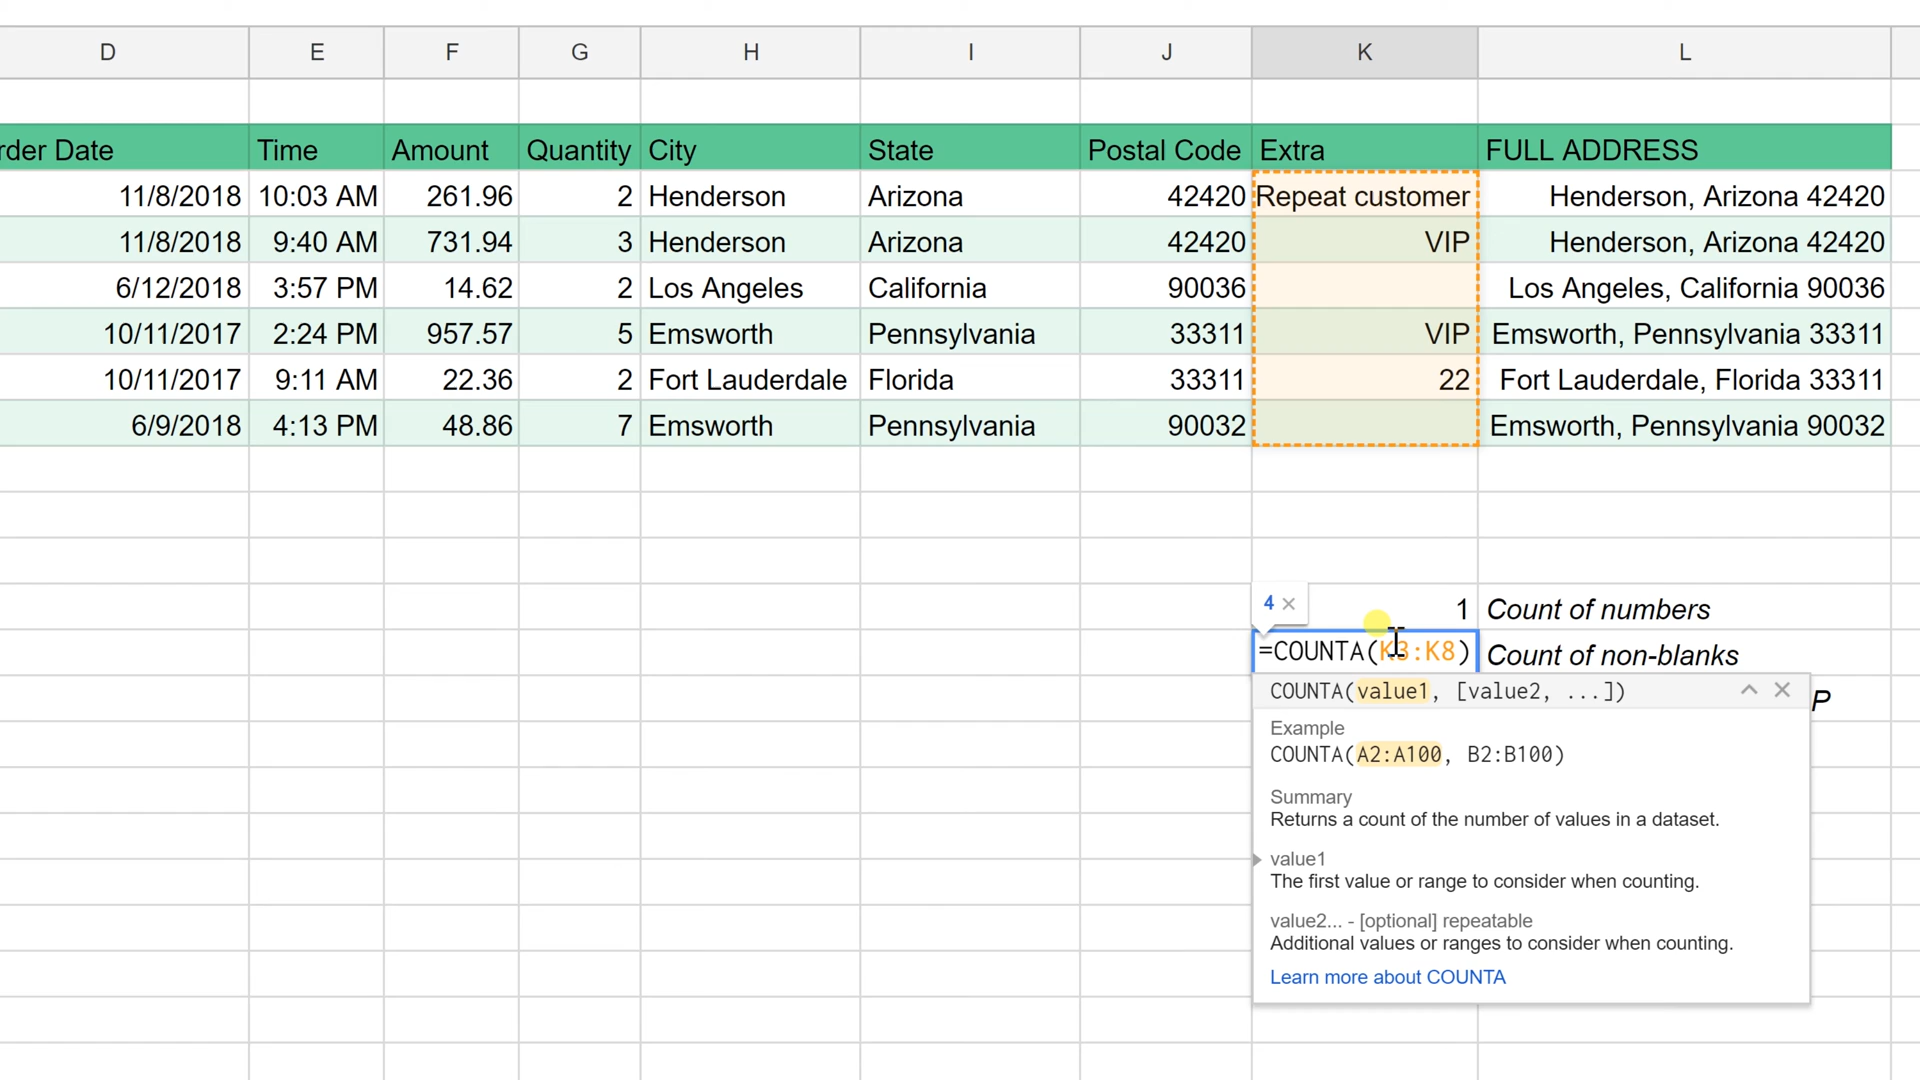 D E F G H I J K L
rder Date Time Amount Quantity City State Postal Code Extra FULL ADDRESS
11/8/2018 10:03 AM 261.96 2 Henderson Arizona 42420 Repeat customer Henderson, Arizona 42420
11/8/2018 9:40 AM 731.94 3 Henderson Arizona 42420 VIP Henderson, Arizona 42420
6/12/2018 3:57 PM 14.62 2 Los Angeles California 90036 Los Angeles, California 90036
10/11/2017 2:24 PM 957.57 5 Emsworth Pennsylvania 33311 VIP Emsworth, Pennsylvania 33311
10/11/2017 9:11 AM 22.36 2 Fort Lauderdale Florida 33311 22 Fort Lauderdale, Florida 33311
6/9/2018 4:13 PM 48.86 7 Emsworth Pennsylvania 90032 Emsworth, Pennsylvania 90032
4 × 1 Count of numbers
=COUNTA(K3:K8) Count of non-blanks
COUNTA(value1, [value2, ...])
P
Example
COUNTA(A2:A100, B2:B100)
Summary
Returns a count of the number of values in a dataset.
value1
The first value or range to consider when counting.
value2... - [optional] repeatable
Additional values or ranges to consider when counting.
Learn more about COUNTA